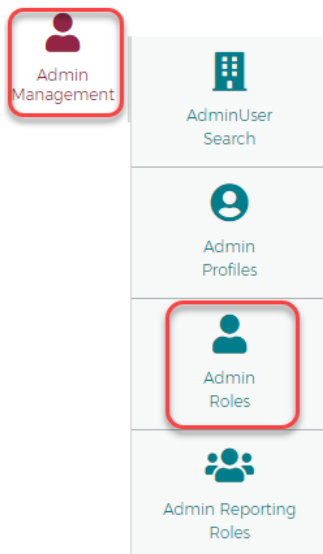 Admin
Management
AdminUser
Search
Admin
Profiles
Admin
Roles
Admin Reporting
Roles